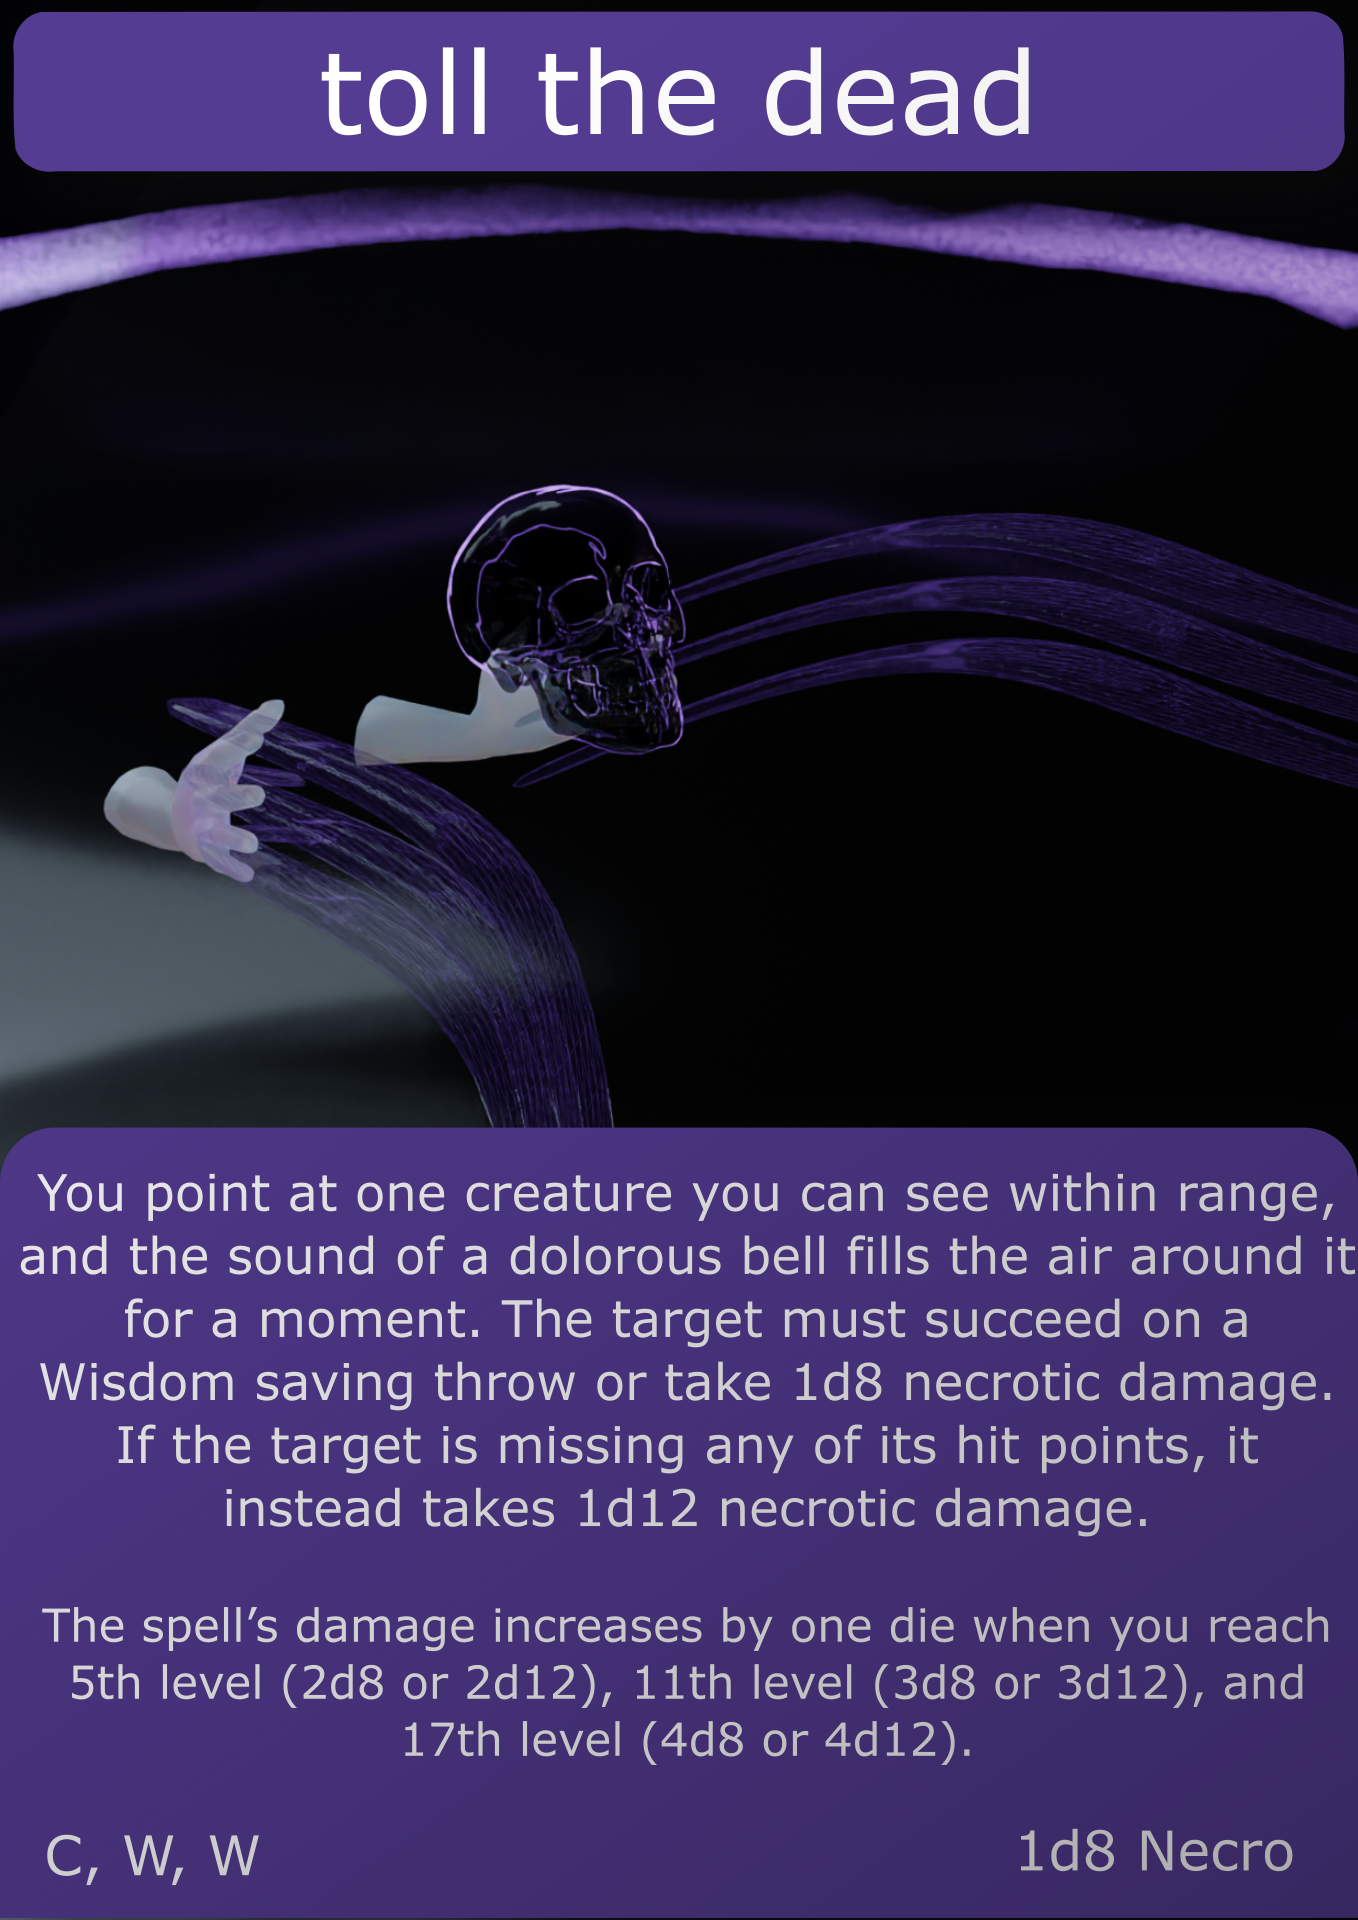 toll the dead
You point at one creature you can see within range,
and the sound of a dolorous bell fills the air around it
for a moment. The target must succeed on a
Wisdom saving throw or take 1d8 necrotic damage.
If the target is missing any of its hit points, it
instead takes 1d12 necrotic damage.
The spell’s damage increases by one die when you reach
5th level (2d8 or 2d12), 11th level (3d8 or 3d12), and
17th level (4d8 or 4d12).
C, W, W
1d8 Necro